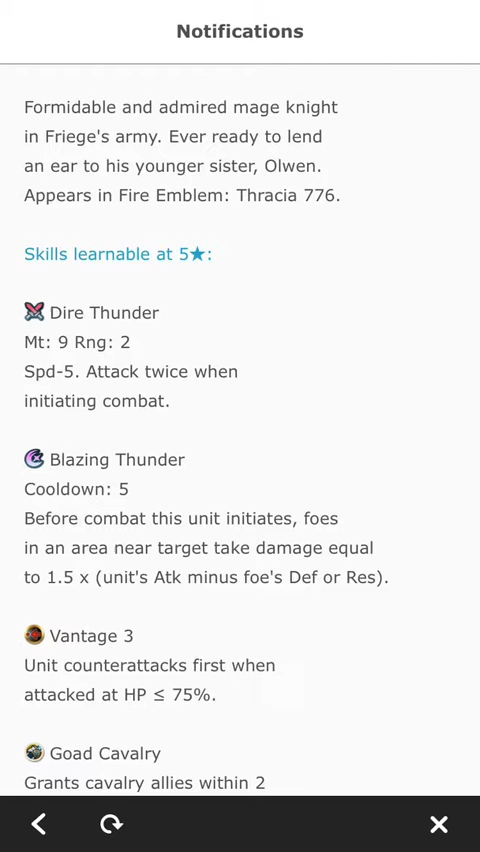 Notifications
Formidable and admired mage knight
in Friege's army. Ever ready to lend
an ear to his younger sister, Olwen.
Appears in Fire Emblem: Thracia 776.
Skills learnable at 5★:
Dire Thunder
Mt: 9 Rng: 2
Spd-5. Attack twice when
initiating combat.
Blazing Thunder
Cooldown: 5
Before combat this unit initiates, foes
in an area near target take damage equal
to 1.5 x (unit's Atk minus foe's Def or Res).
Vantage 3
Unit counterattacks first when
attacked at HP ≤ 75%.
Goad Cavalry
Grants cavalry allies within 2